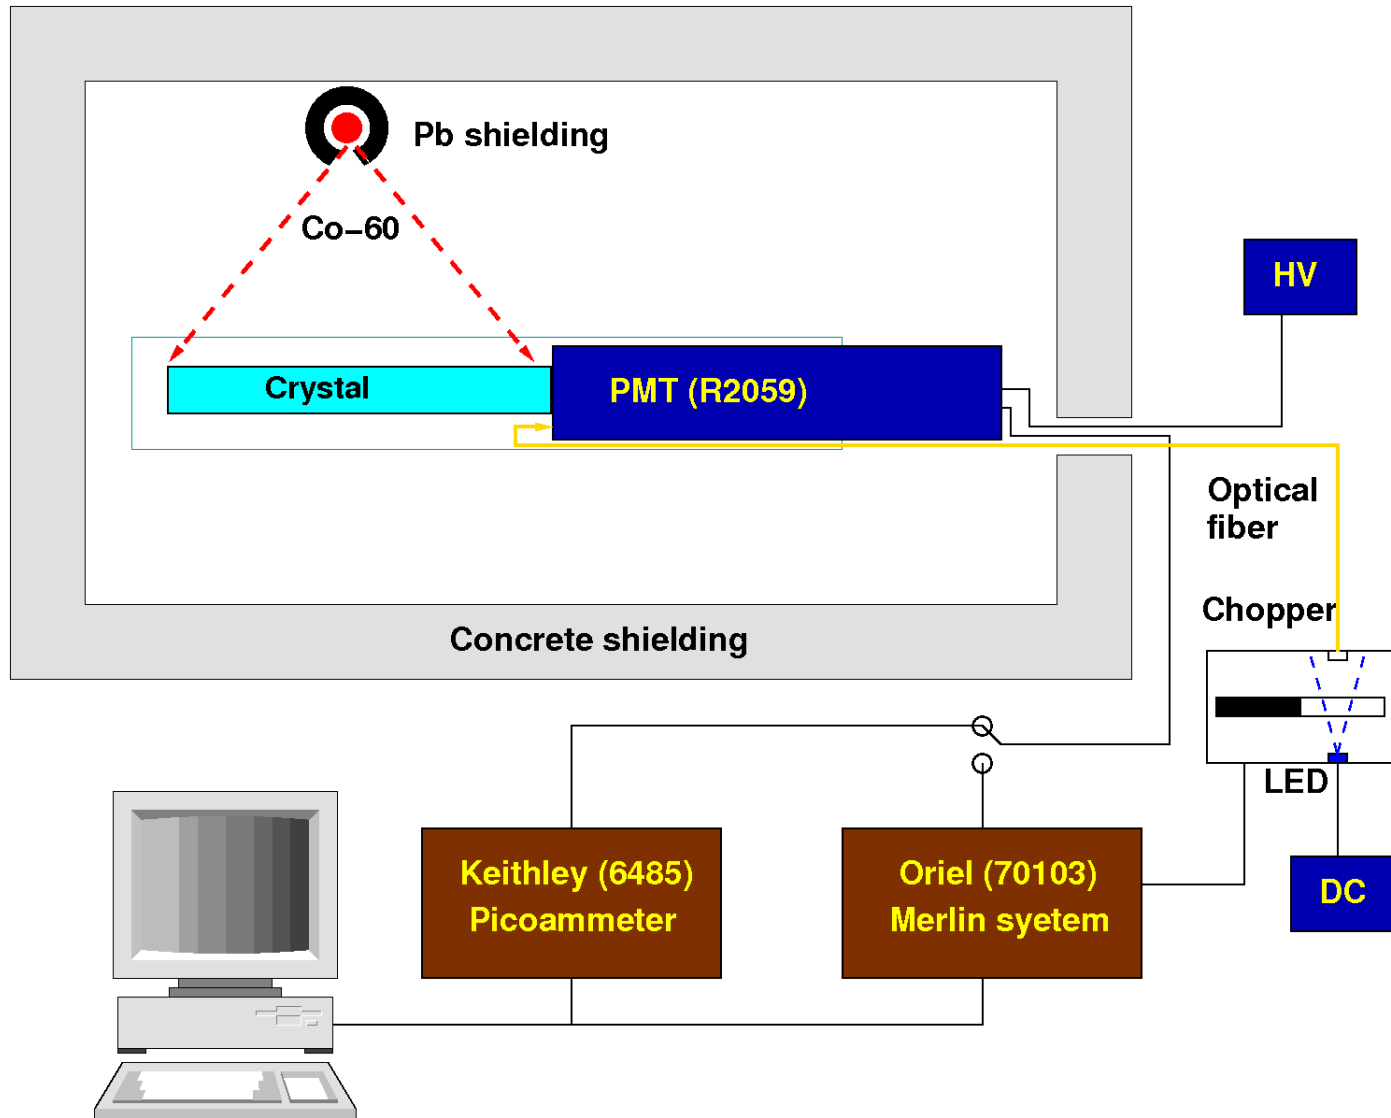 Pb shielding
Co−60
HV
Crystal
PMT (R2059)
Optical
fiber
Chopper
Concrete shielding
LED
Keithley (6485)
Picoammeter
Oriel (70103)
Merlin syetem
DC